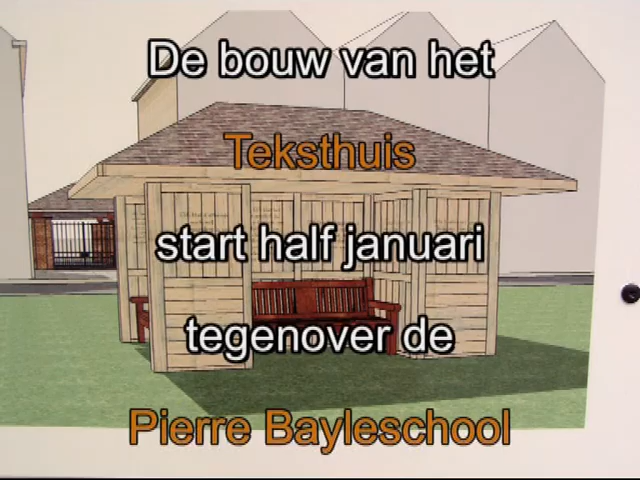 De bouw van het
Teksthuis
start half januari
tegenover de
Pierre Bayleschool